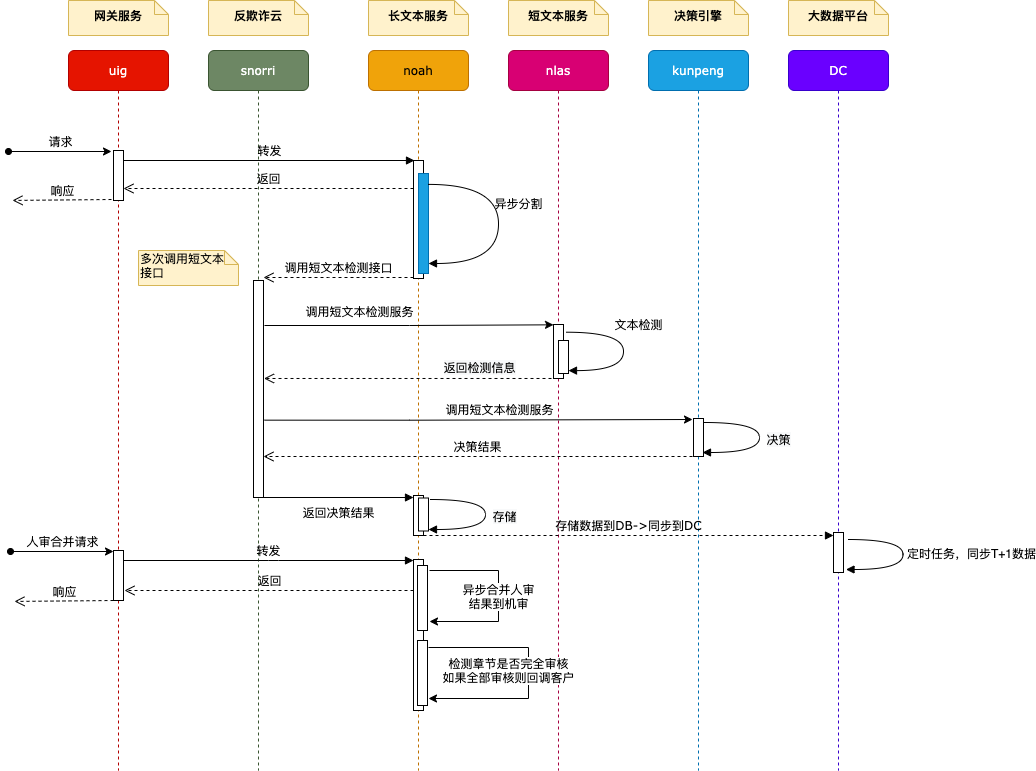 网关服务
反欺诈云
长文本服务
短文本服务
决策引擎
大数据平台
uig
snorri
noah
nlas
kunpeng
DC
请求
转发
返回
响应
异步分割
多次调用短文本
接口
调用短文本检测接口
调用短文本检测服务
文本检测
返回检测信息
调用短文本检测服务
决策
决策结果
返回决策结果
存储
存储数据到DB->同步到DC
人审合并请求
转发
定时任务，同步T+1数据
返回
响应
异步合并人审
结果到机审
检测章节是否完全审核
如果全部审核则回调客户